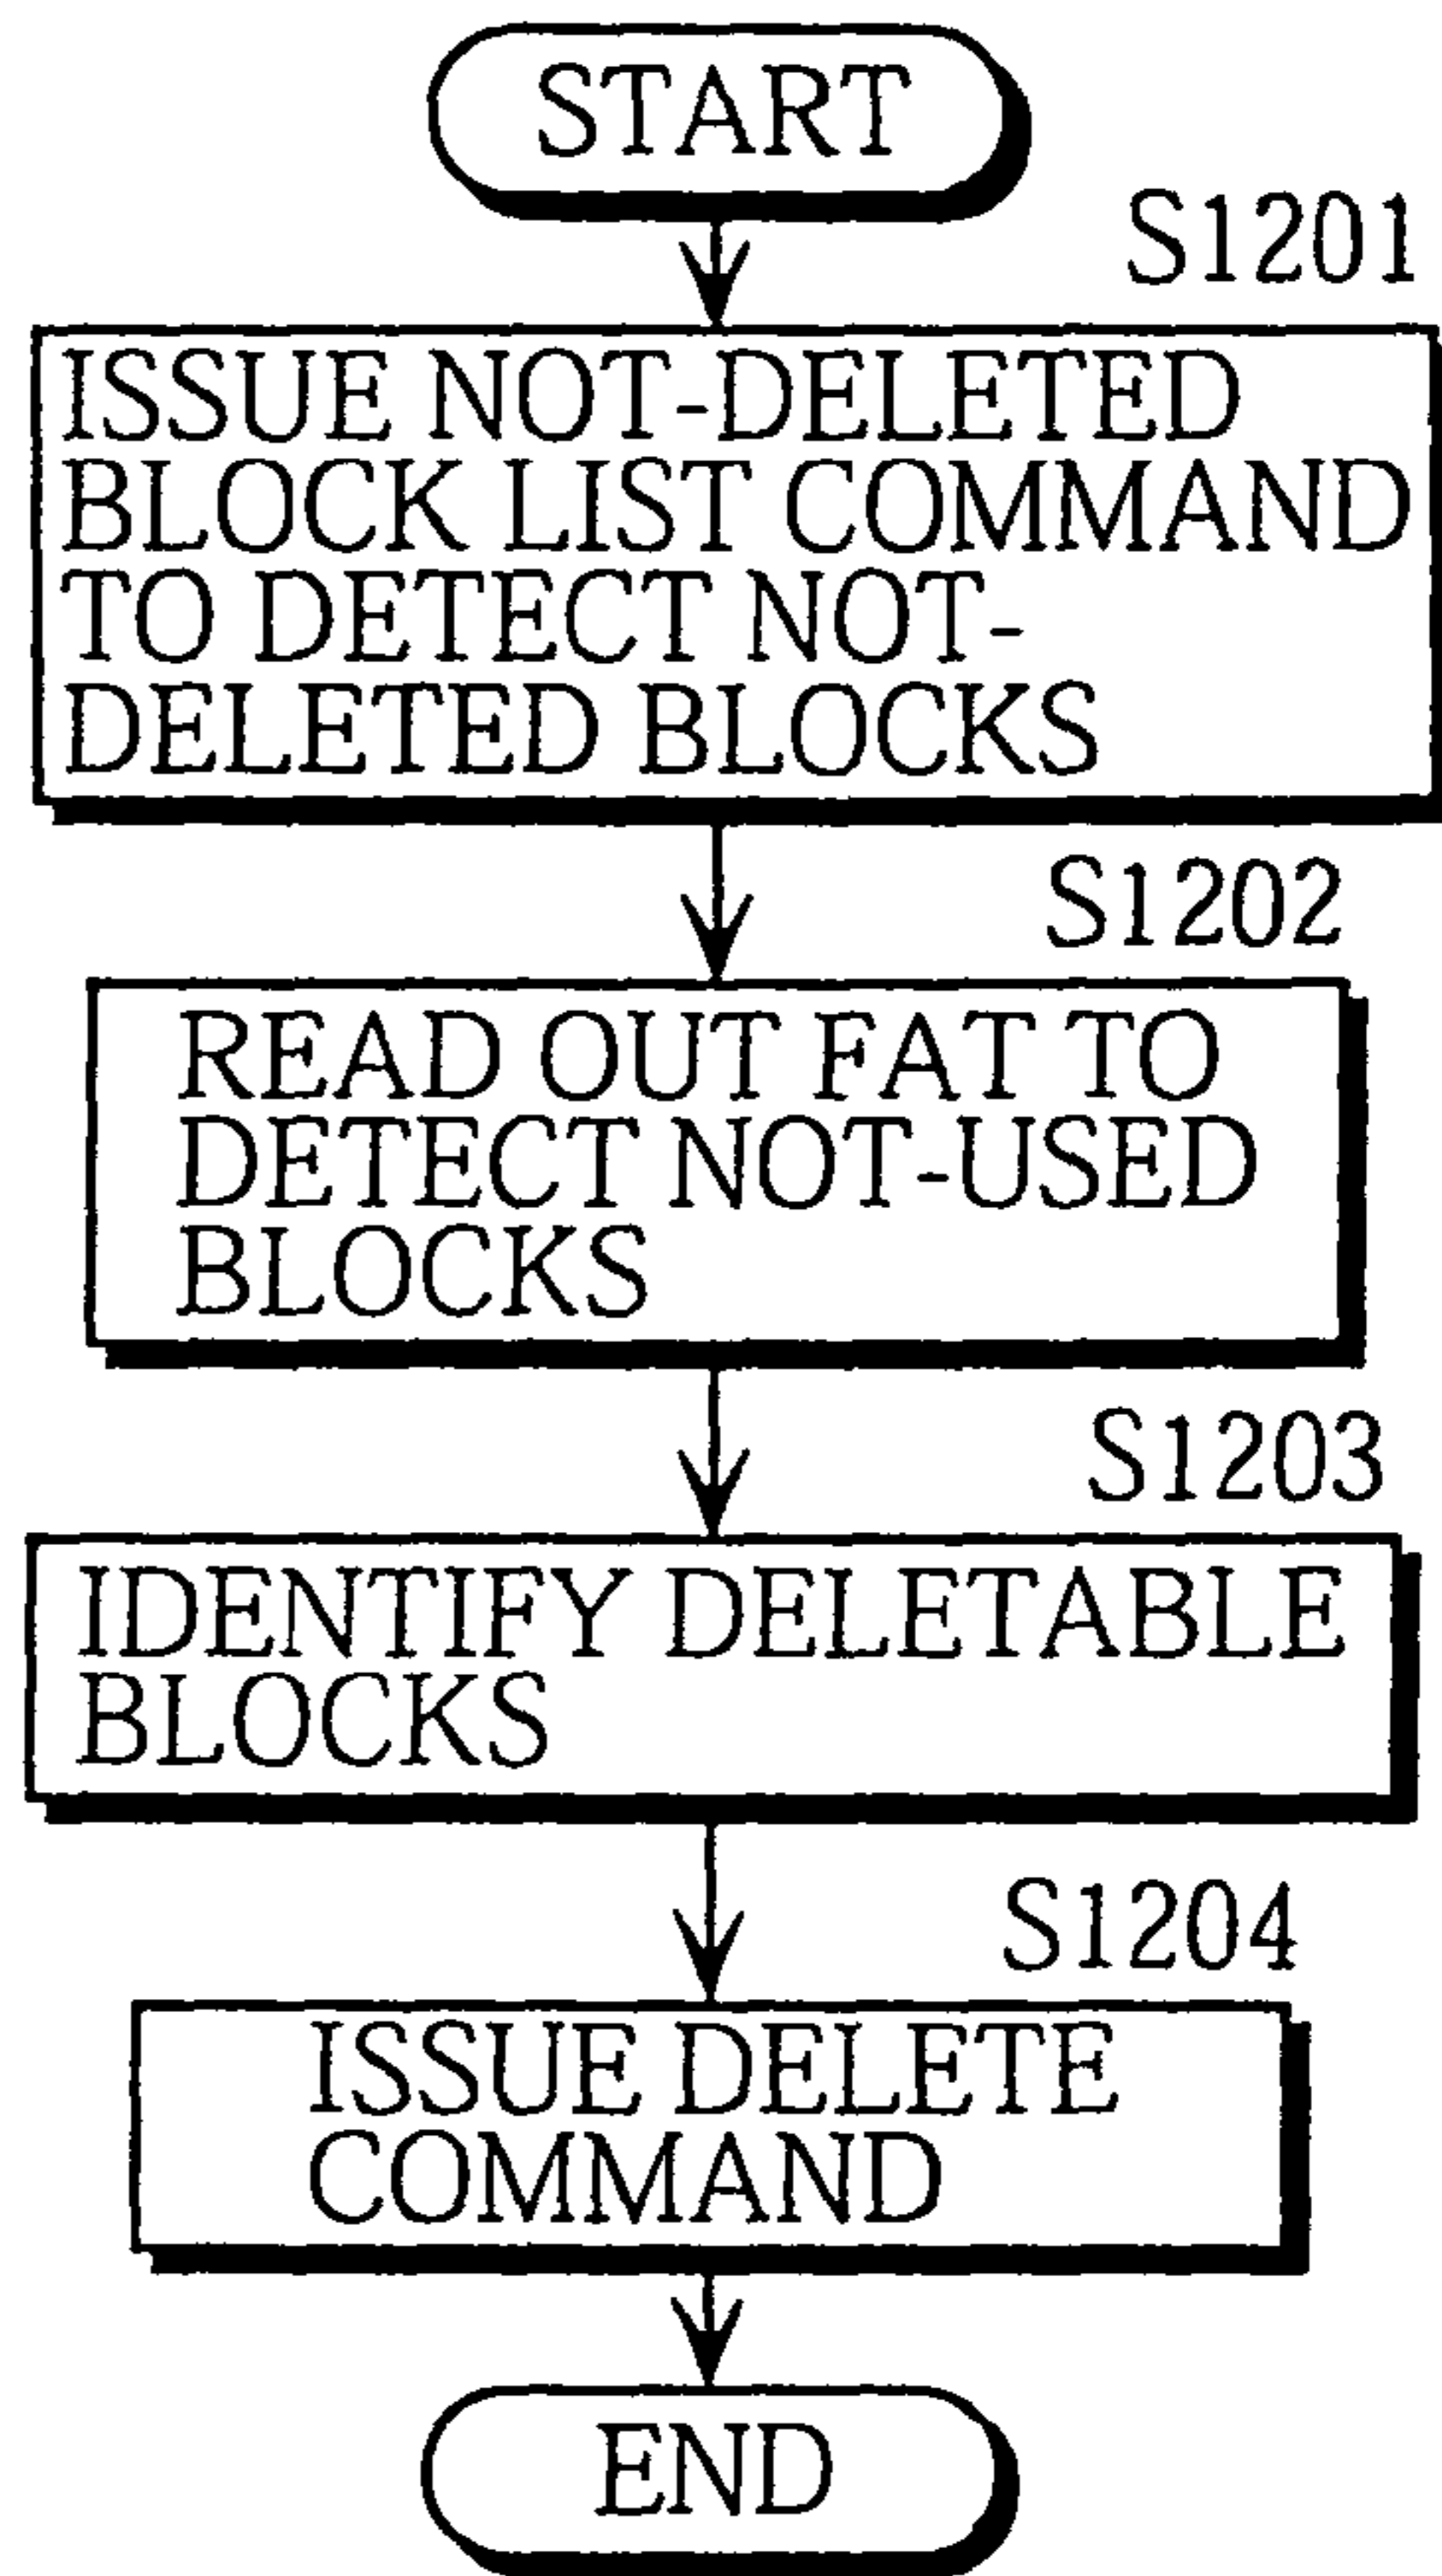 START
S1201
ISSUE NOT-DELETED
BLOCK LIST COMMAND
TO DETECT NOT-
DELETED BLOCKS
S1202
READ OUT FAT TO
DETECT NOT-USED
BLOCKS
S1203
IDENTIFY DELETABLE
BLOCKS
S1204
ISSUE DELETE
COMMAND
END